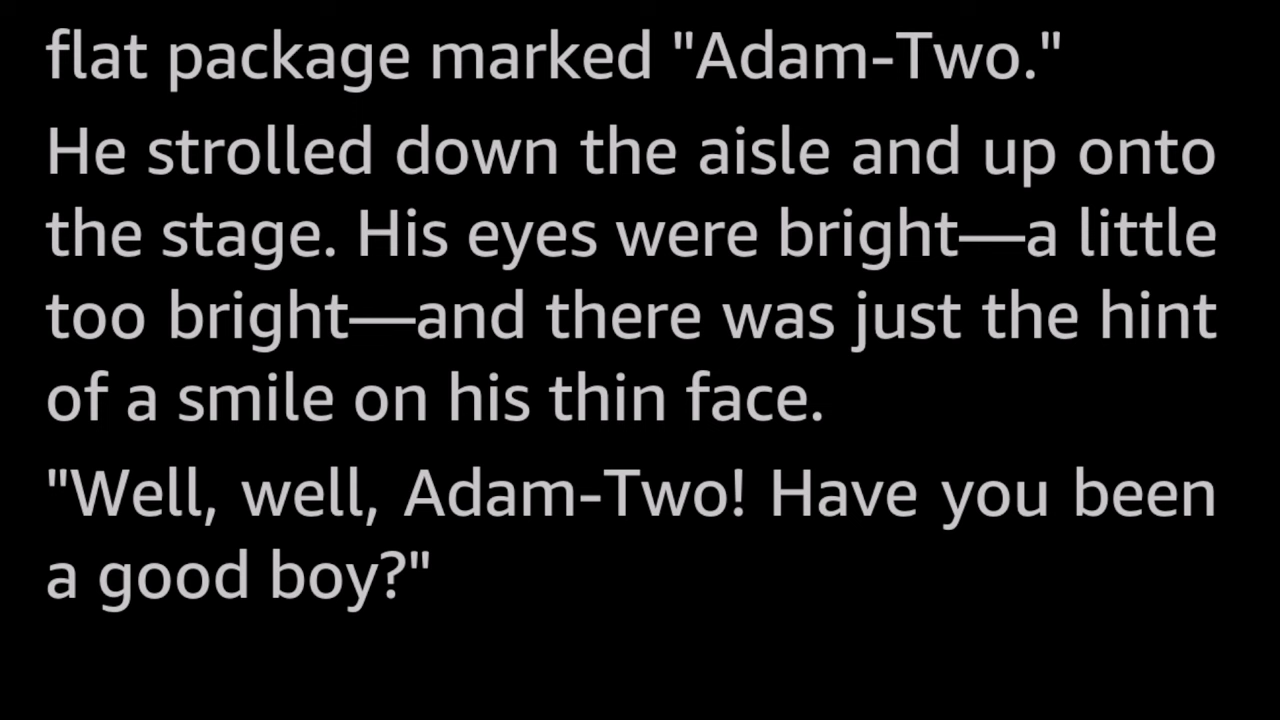 flat package marked "Adam-Two."
He strolled down the aisle and up onto
the stage. His eyes were bright—a little
too bright—and there was just the hint
of a smile on his thin face.
"Well, well, Adam-Two! Have you been
a good boy?"